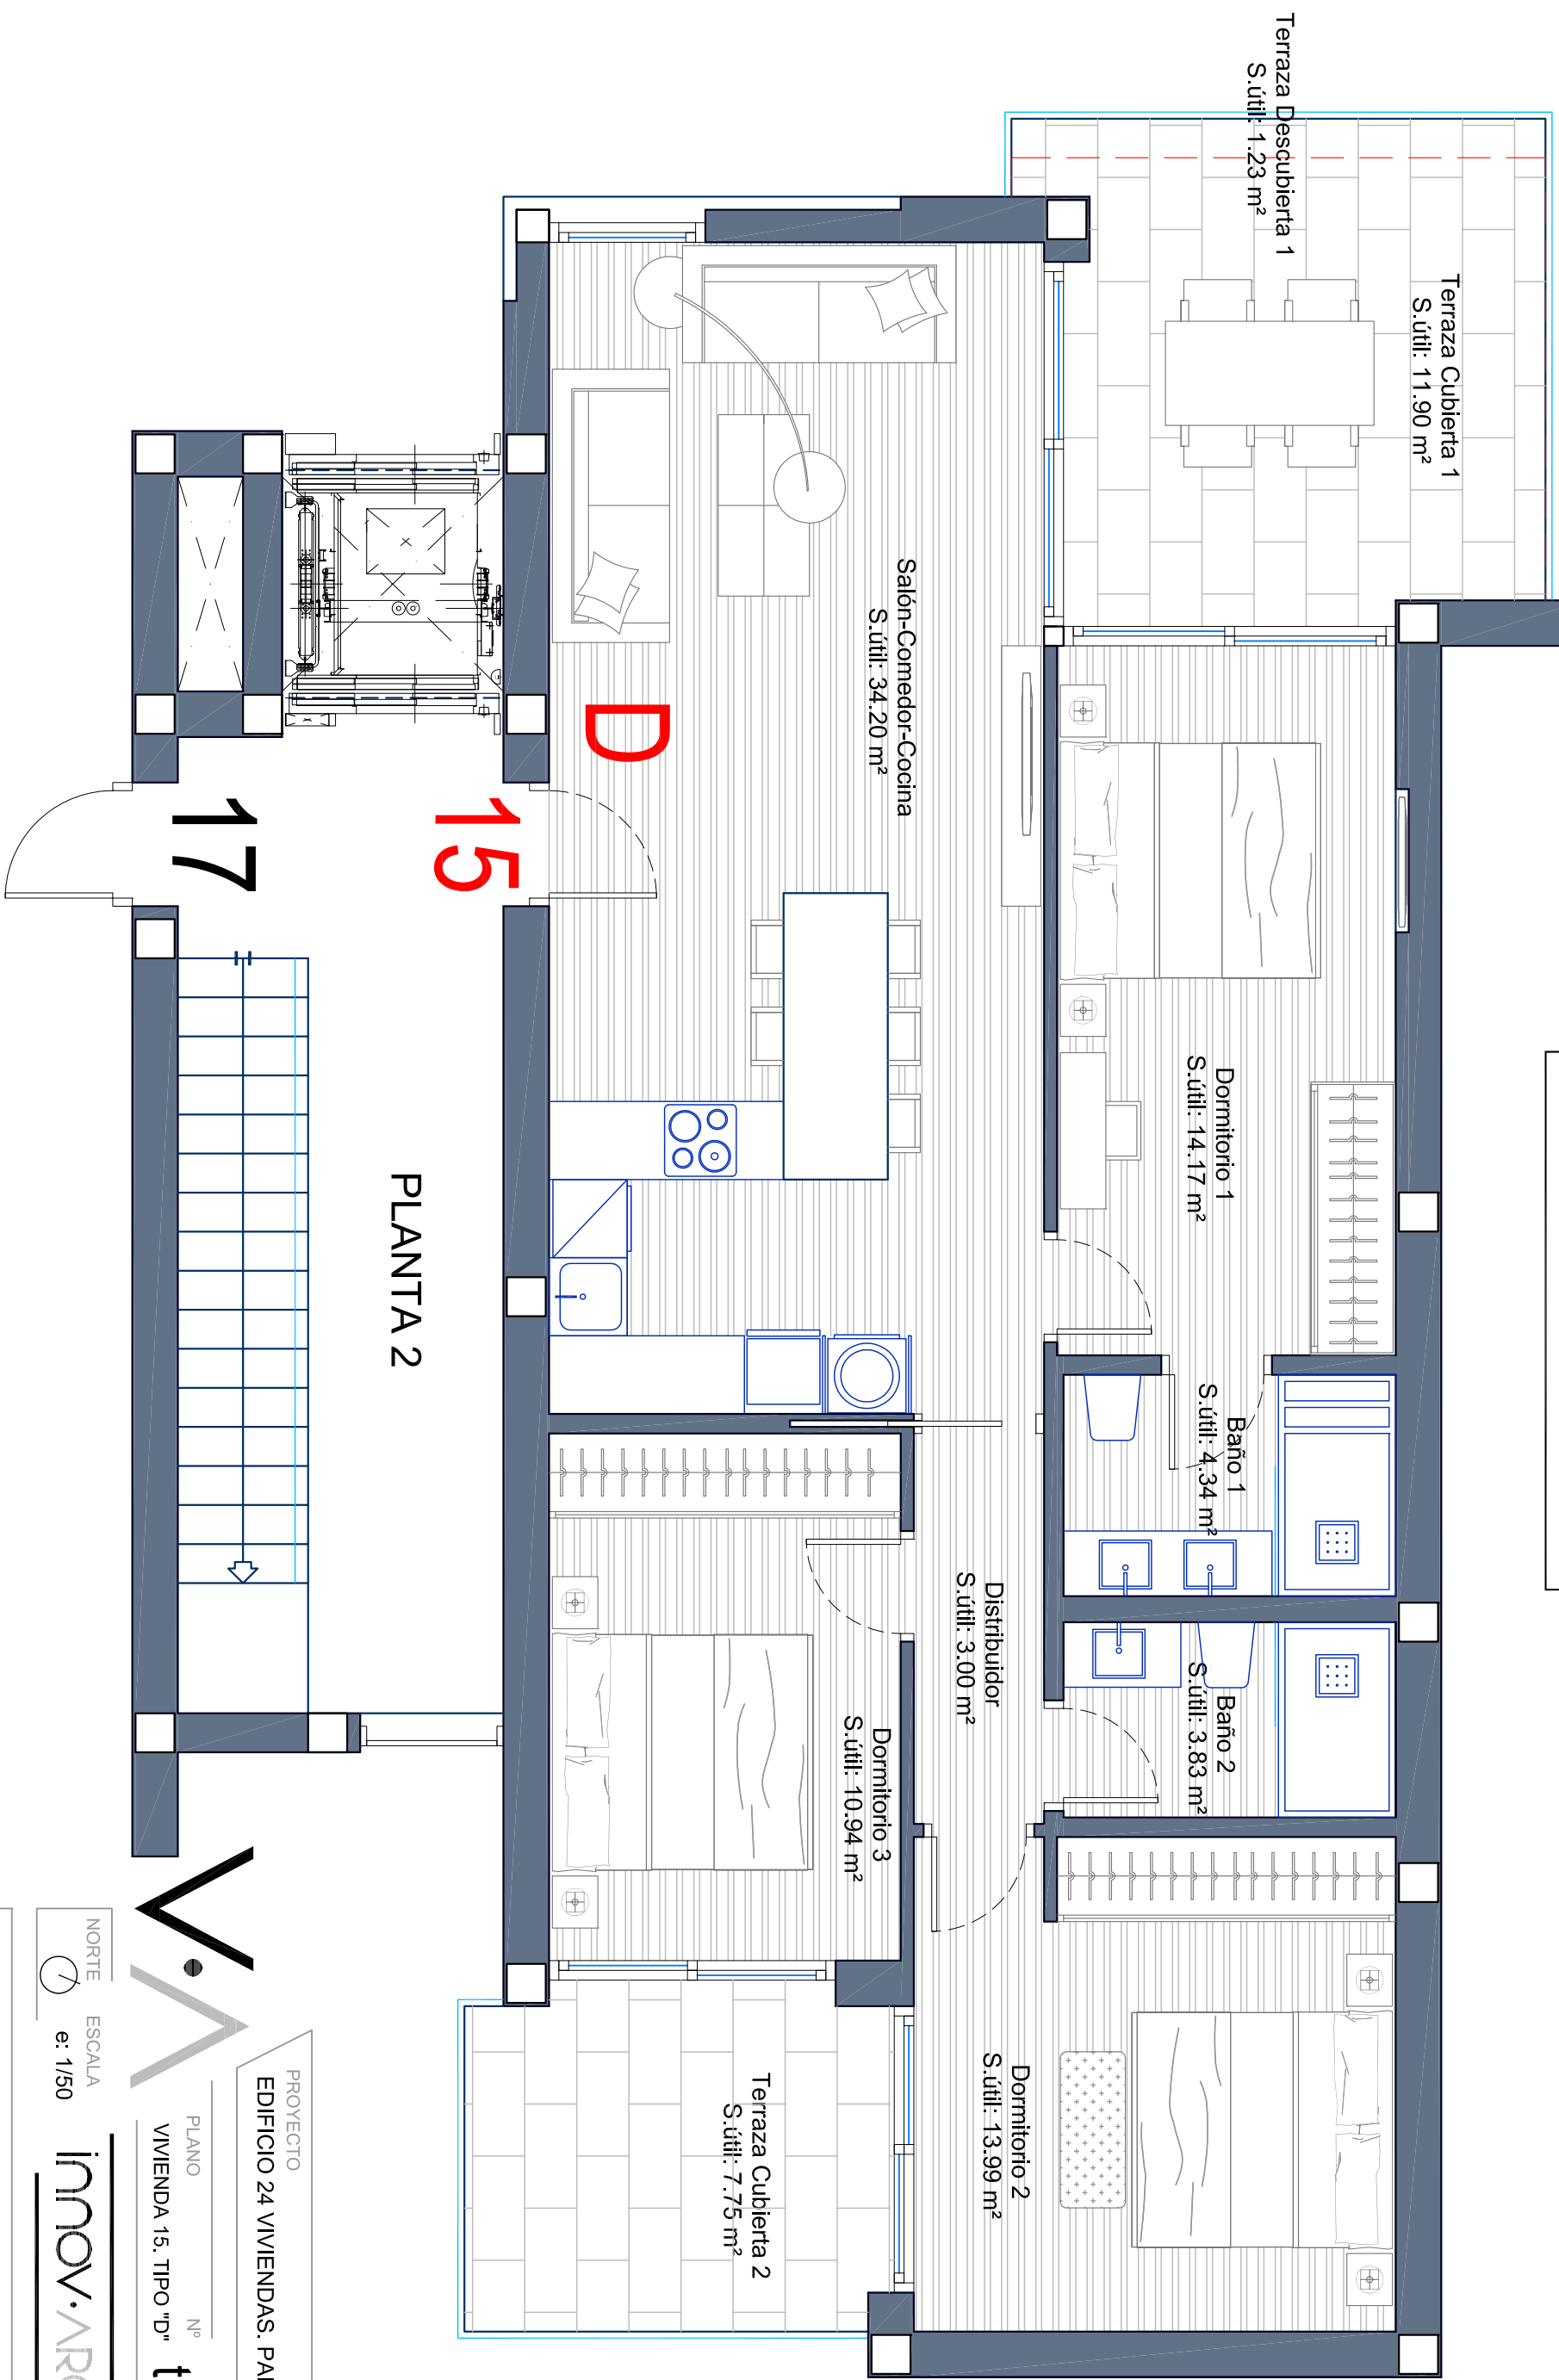 Terraza Descubierta 1
S.útil: 1.23 m²
Terraza Cubierta 1
S.útil: 11.90 m²
Salón-Comedor-Cocina
S.útil: 34.20 m²
D
15
17
Dormitorio 1
S.útil: 14.17 m²
PLANTA 2
Baño 1
S.útil: 4.34 m²
Distribuidor
S.útil: 3.00 m²
Baño 2
S.útil: 3.83 m²
Dormitorio 3
S.útil: 10.94 m²
Dormitorio 2
S.útil: 13.99 m²
Terraza Cubierta 2
S.útil: 7.75 m²
PROYECTO
EDIFICIO 24 VIVIENDAS.
PLANO
Nº
VIVIENDA 15. TIPO "D"
NORTE
ESCALA
e: 1/50